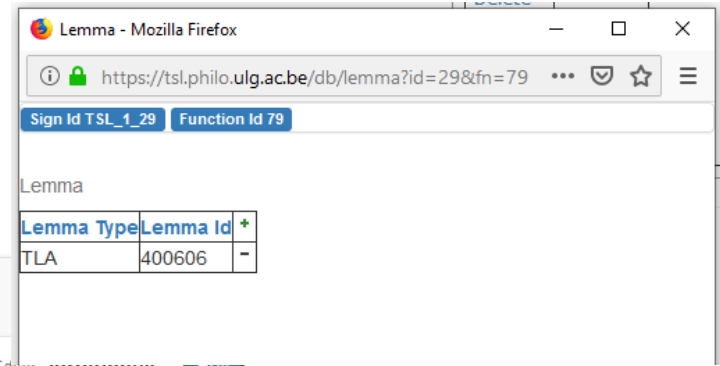 Delete
Lemma - Mozilla Firefox
https://tsl.philo.ulg.ac.be/db/lemma?id=29&fn=79
Sign Id TSL_1_29 Function Id 79
Lemma
Lemma Type Lemma Id +
TLA 400606 -